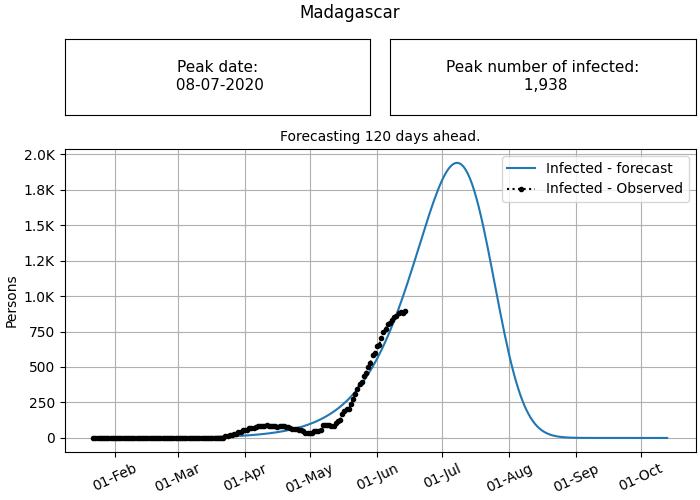 Madagascar
Peak date:
08-07-2020
Peak number of infected:
1,938
Forecasting 120 days ahead.
2.0K
1.8K
1.5K
1.2K
1.0K
750
500
250
0
Persons
Infected - forecast
Infected - Observed
01-Feb
01-Mar
01-Apr
01-May
01-Jun
01-Jul
01-Aug
01-Sep
01-Oct